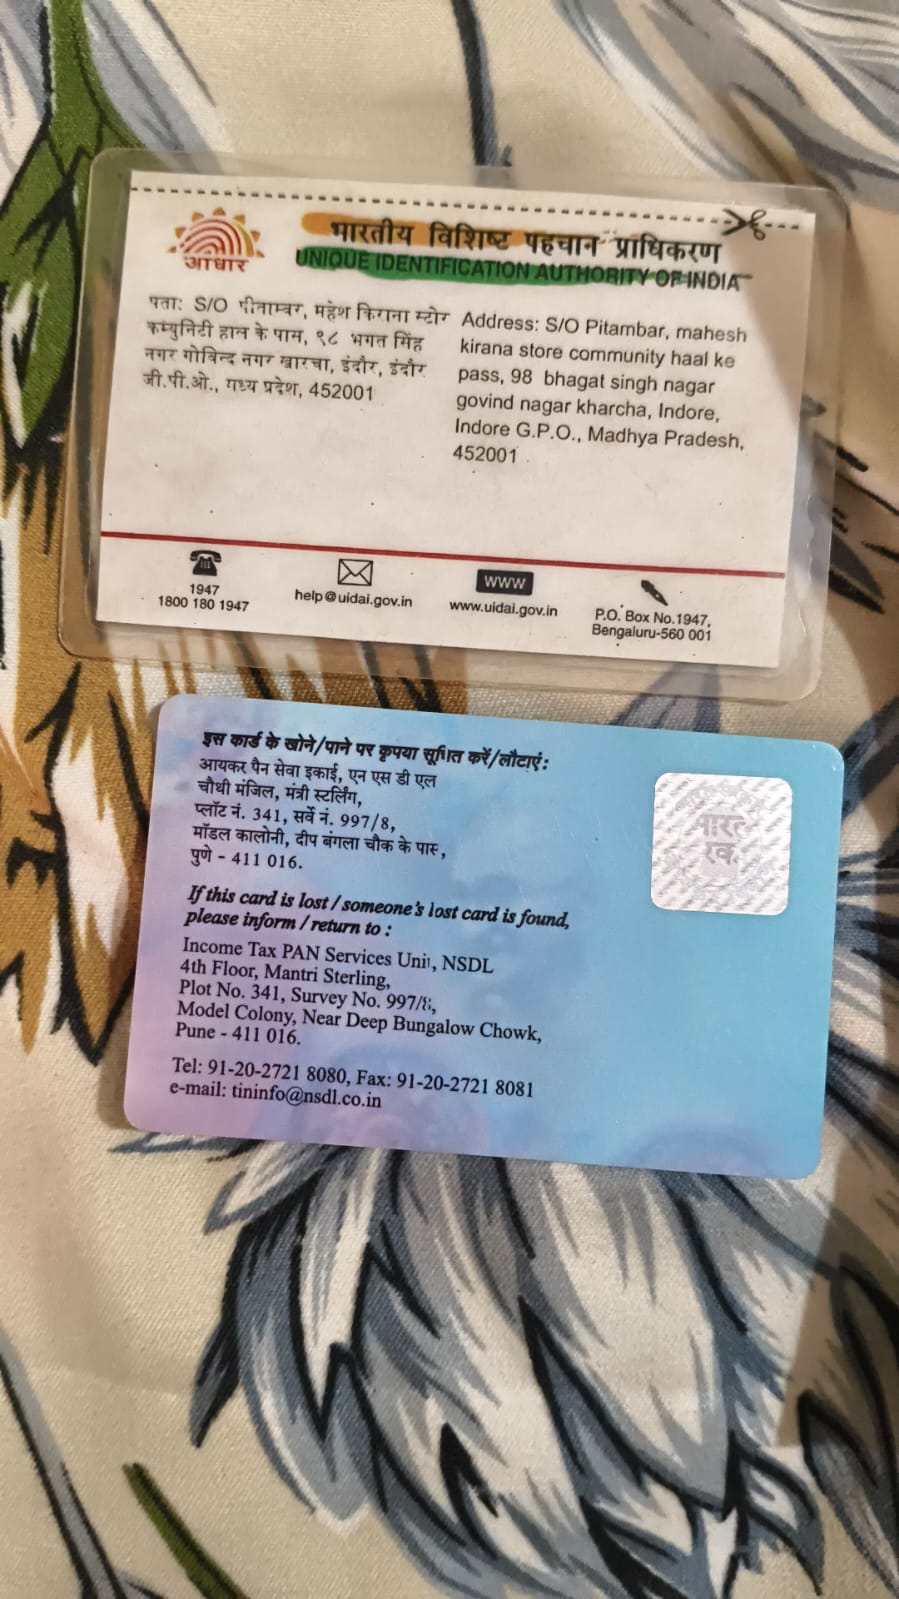 आधार
भारतीय विशिष्ट पहचान प्राधिकरण
UNIQUE IDENTIFICATION AUTHORITY OF INDIA
पता: S/O पीताम्बर, महेश किराना स्टोर
कम्युनिटी हाल के पास, ९८ भगत सिंह
नगर गोविन्द नगर खारचा, इंदौर, इंदौर
जी.पी.ओ., मध्य प्रदेश, 452001
Address: S/O Pitambar, mahesh
kirana store community haal ke
pass, 98 bhagat singh nagar
govind nagar kharcha, Indore,
Indore G.P.O., Madhya Pradesh,
452001
1947
1800 180 1947
help@uidai.gov.in
WWW
www.uidai.gov.in
P.O. Box No.1947,
Bengaluru-560 001
इस कार्ड के खोने/पाने पर कृपया सूचित करें/लौटाएं:
आयकर पैन सेवा इकाई, एन एस डी एल
चौथी मंजिल, मंत्री स्टर्लिंग,
प्लॉट नं. 341, सर्वे नं. 997/8,
मॉडल कालोनी, दीप बंगला चौक के पास,
पुणे - 411 016.
If this card is lost / someone's lost card is found,
please inform / return to :
Income Tax PAN Services Unit, NSDL
4th Floor, Mantri Sterling,
Plot No. 341, Survey No. 997/8,
Model Colony, Near Deep Bungalow Chowk,
Pune - 411 016.
Tel: 91-20-2721 8080, Fax: 91-20-2721 8081
e-mail: tininfo@nsdl.co.in